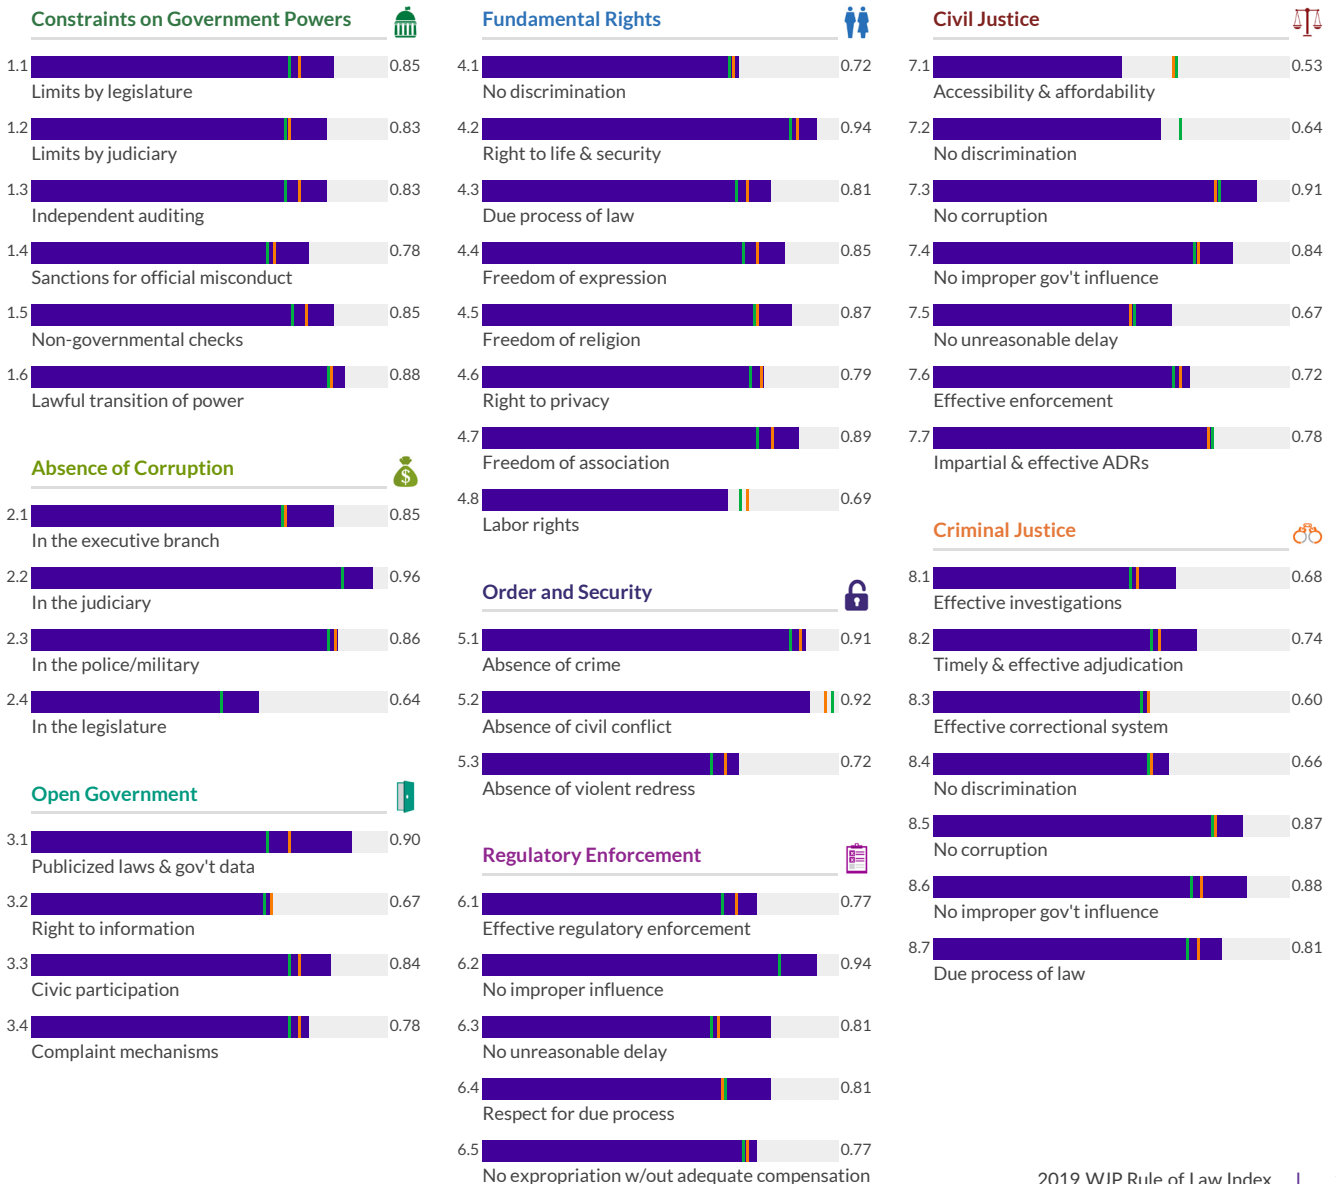 Constraints on Government Powers
1.1 0.85
Limits by legislature
1.2 0.83
Limits by judiciary
1.3 0.83
Independent auditing
1.4 0.78
Sanctions for official misconduct
1.5 0.85
Non-governmental checks
1.6 0.88
Lawful transition of power
Absence of Corruption
2.1 0.85
In the executive branch
2.2 0.96
In the judiciary
2.3 0.86
In the police/military
2.4 0.64
In the legislature
Open Government
3.1 0.90
Publicized laws & gov't data
3.2 0.67
Right to information
3.3 0.84
Civic participation
3.4 0.78
Complaint mechanisms
Fundamental Rights
4.1 0.72
No discrimination
4.2 0.94
Right to life & security
4.3 0.81
Due process of law
4.4 0.85
Freedom of expression
4.5 0.87
Freedom of religion
4.6 0.79
Right to privacy
4.7 0.89
Freedom of association
4.8 0.69
Labor rights
Order and Security
5.1 0.91
Absence of crime
5.2 0.92
Absence of civil conflict
5.3 0.72
Absence of violent redress
Regulatory Enforcement
6.1 0.77
Effective regulatory enforcement
6.2 0.94
No improper influence
6.3 0.81
No unreasonable delay
6.4 0.81
Respect for due process
6.5 0.77
No expropriation w/out adequate compensation
Civil Justice
7.1 0.53
Accessibility & affordability
7.2 0.64
No discrimination
7.3 0.91
No corruption
7.4 0.84
No improper gov't influence
7.5 0.67
No unreasonable delay
7.6 0.72
Effective enforcement
7.7 0.78
Impartial & effective ADRs
Criminal Justice
8.1 0.68
Effective investigations
8.2 0.74
Timely & effective adjudication
8.3 0.60
Effective correctional system
8.4 0.66
No discrimination
8.5 0.87
No corruption
8.6 0.88
No improper gov't influence
8.7 0.81
Due process of law
2019 WJP Rule of Law Index |